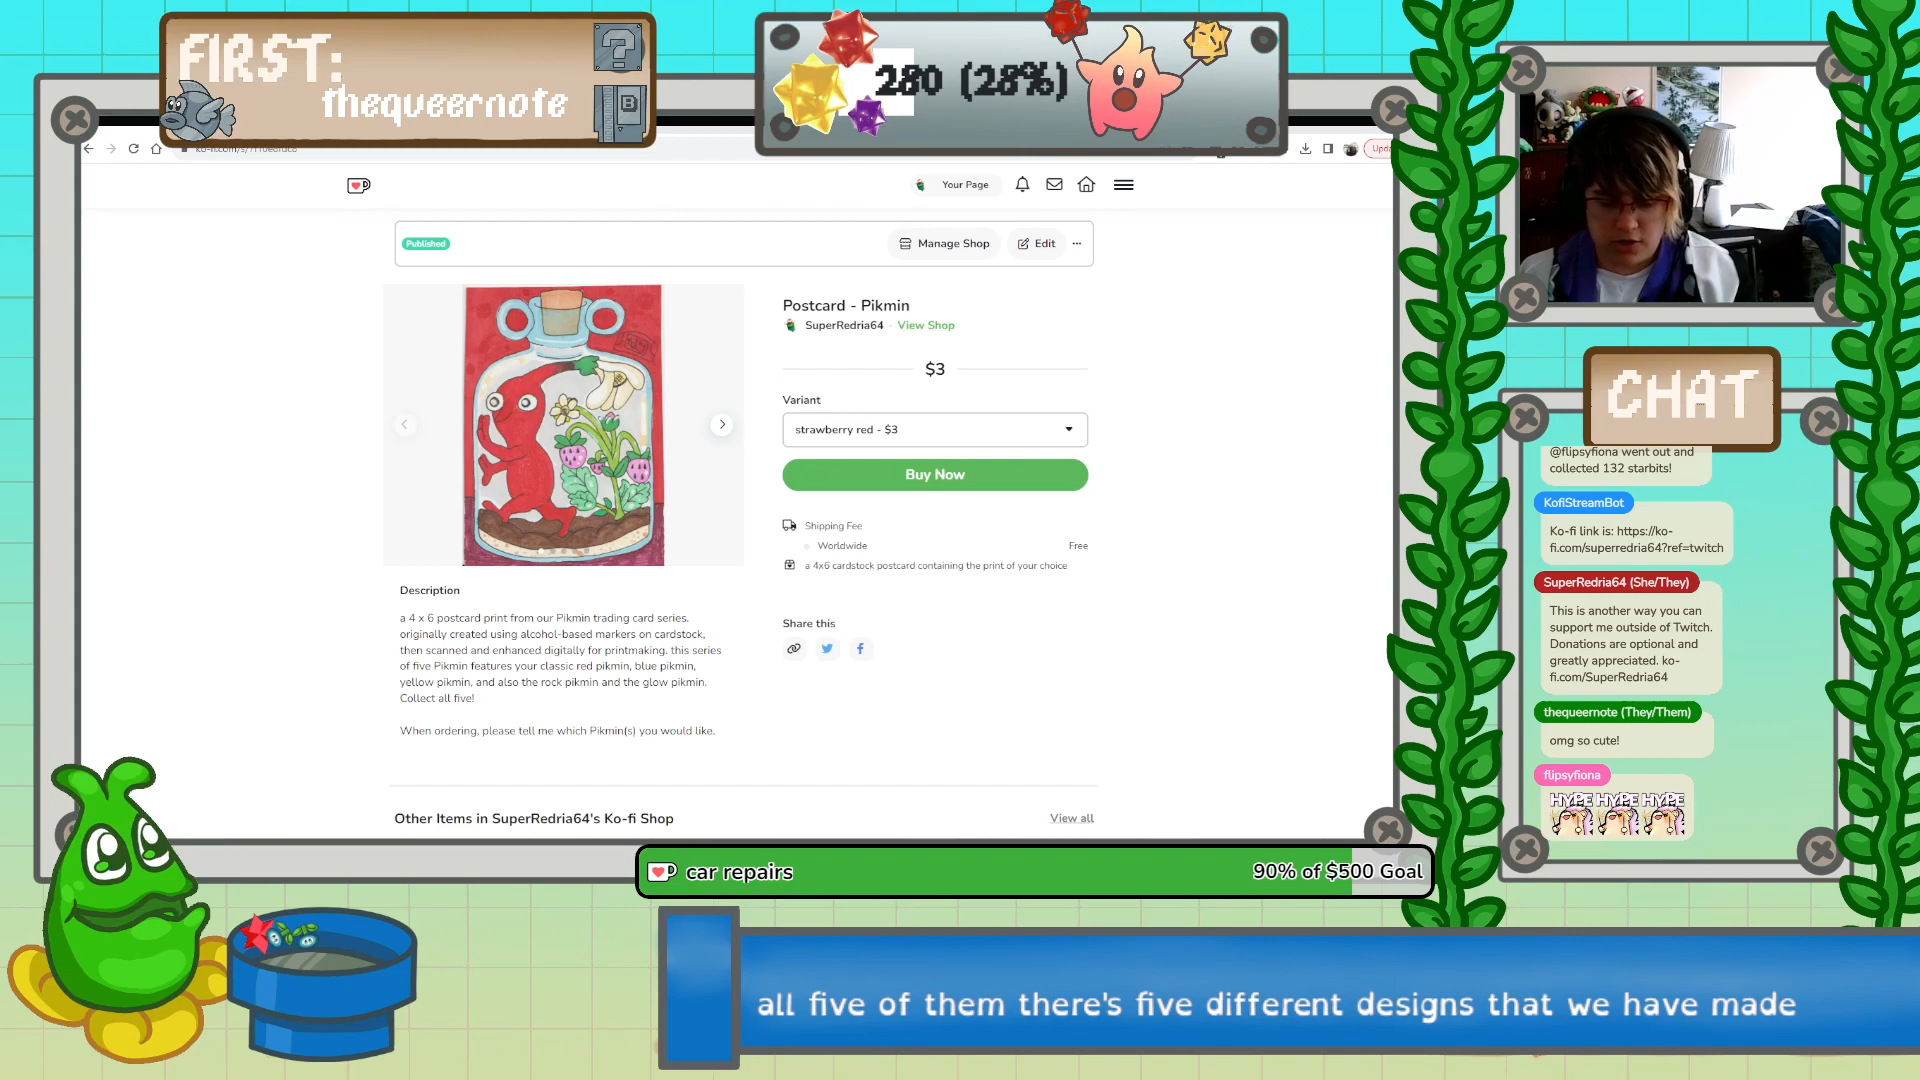 FIRST:
thequeernote
B
280 (28%)
Your Page
Published
Manage Shop
Edit
Postcard - Pikmin
SuperRedria64 · View Shop
$3
Variant
strawberry red - $3
Buy Now
Shipping Fee
Worldwide
Free
a 4x6 cardstock postcard containing the print of your choice
Share this
Description
a 4 x 6 postcard print from our Pikmin trading card series.
originally created using alcohol-based markers on cardstock,
then scanned and enhanced digitally for printmaking. this series
of five Pikmin features your classic red pikmin, blue pikmin,
yellow pikmin, and also the rock pikmin and the glow pikmin.
Collect all five!
When ordering, please tell me which Pikmin(s) you would like.
Other Items in SuperRedria64's Ko-fi Shop
View all
car repairs
90% of $500 Goal
all five of them there's five different designs that we have made
CHAT
@flipsyfiona went out and
collected 132 starbits!
KofiStreamBot
Ko-fi link is: https://ko-
fi.com/superredria64?ref=twitch
SuperRedria64 (She/They)
This is another way you can
support me outside of Twitch.
Donations are optional and
greatly appreciated. ko-
fi.com/SuperRedria64
thequeernote (They/Them)
omg so cute!
flipsyfiona
HYPE HYPE HYPE